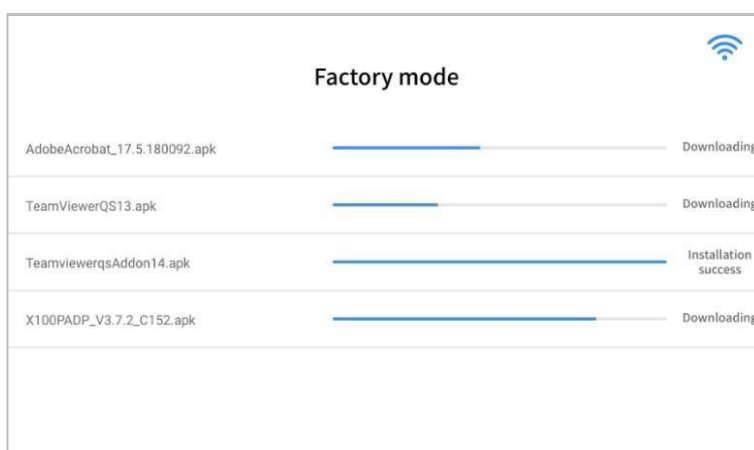 Factory mode
AdobeAcrobat_17.5.180092.apk
Downloading
TeamViewerQS13.apk
Downloading
TeamviewerqsAddon14.apk
Installation
success
X100PADP_V3.7.2_C152.apk
Downloading